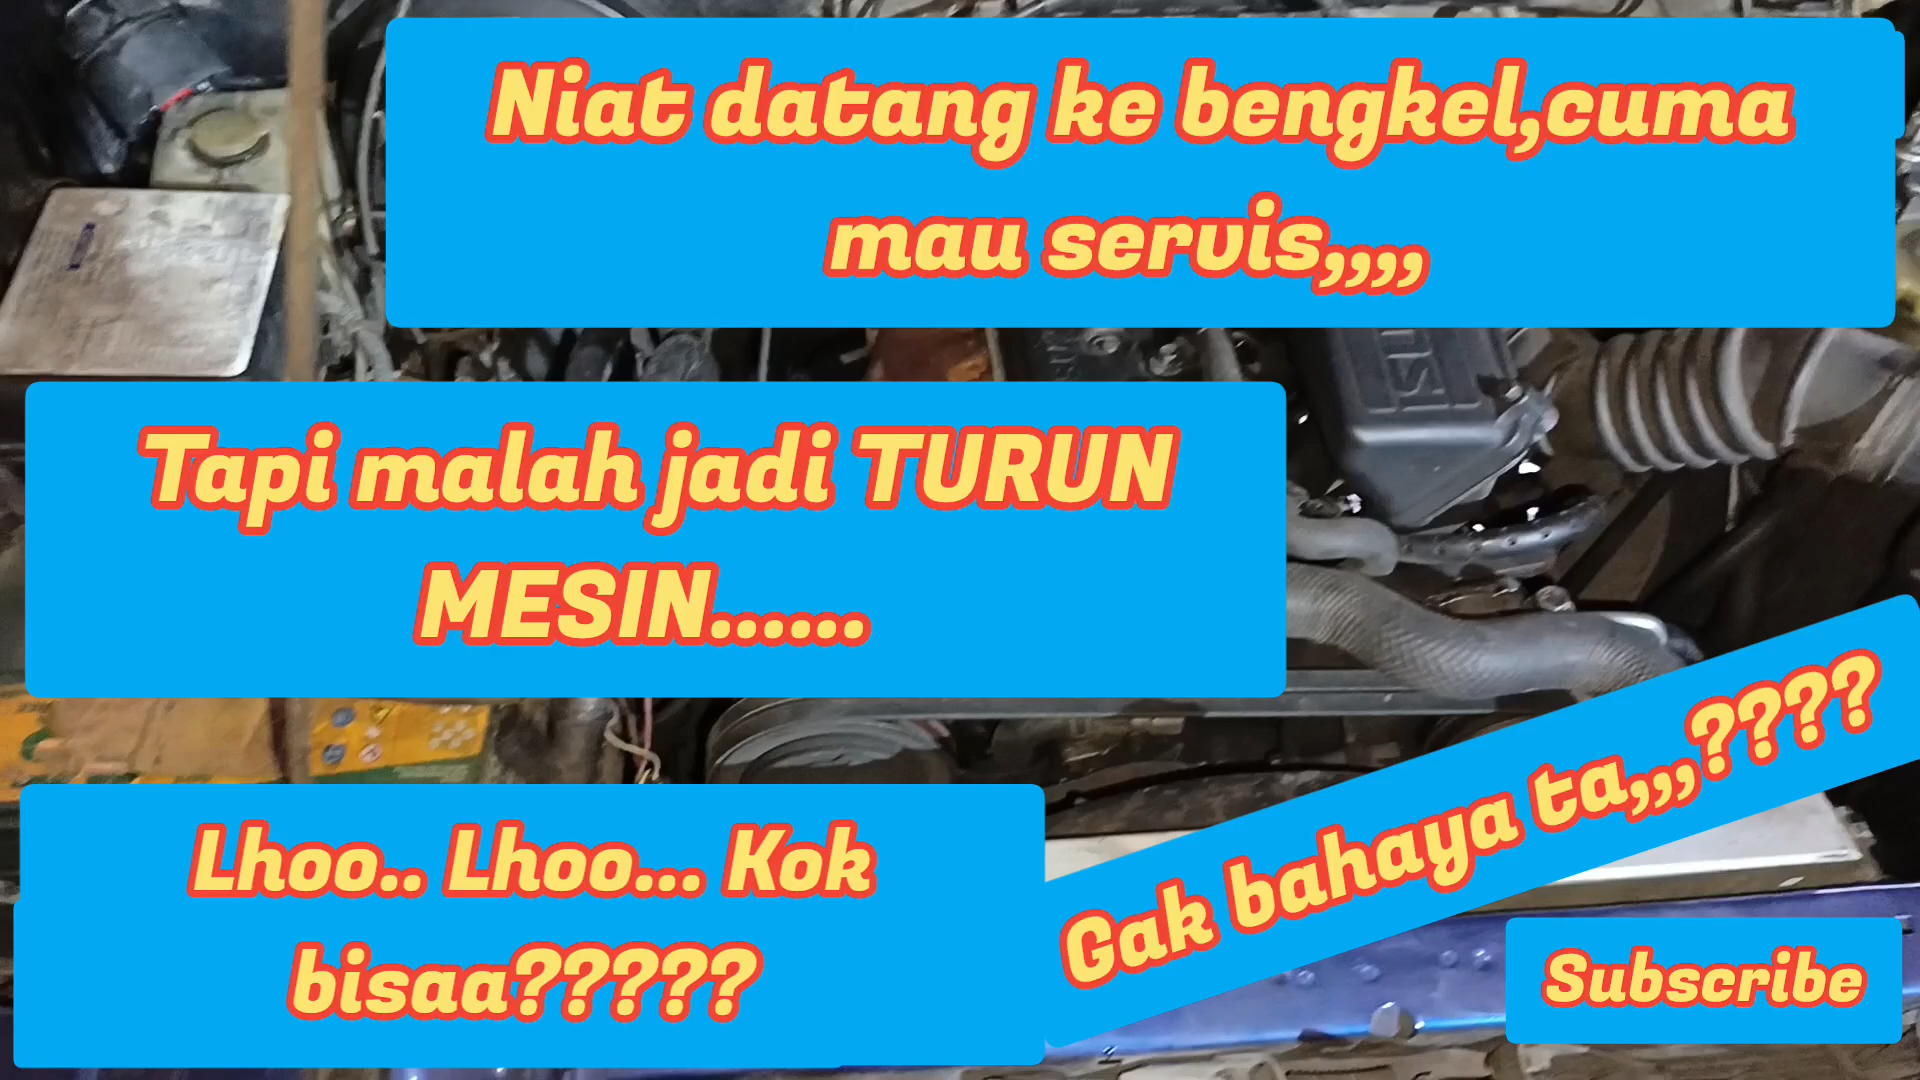 Niat datang ke bengkel,cuma
mau servis,,,,
Tapi malah jadi TURUN
MESIN......
Lhoo.. Lhoo... Kok
bisaa?????
Gak bahaya ta,,,????
Subscribe